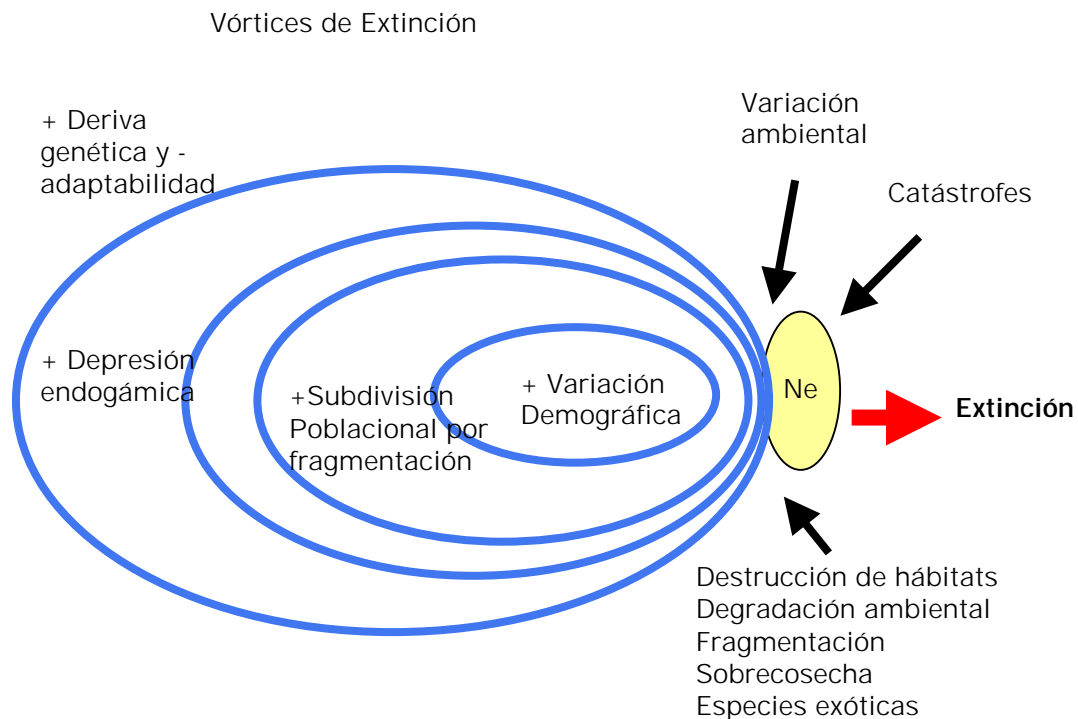 Vórtices de Extinción
+ Deriva
genética y -
adaptabilidad
Variación
ambiental
Catástrofes
+ Depresión
endogámica
+Subdivisión
Poblacional por
fragmentación
+ Variación
Demográfica
Ne
Extinción
Destrucción de hábitats
Degradación ambiental
Fragmentación
Sobrecosecha
Especies exóticas